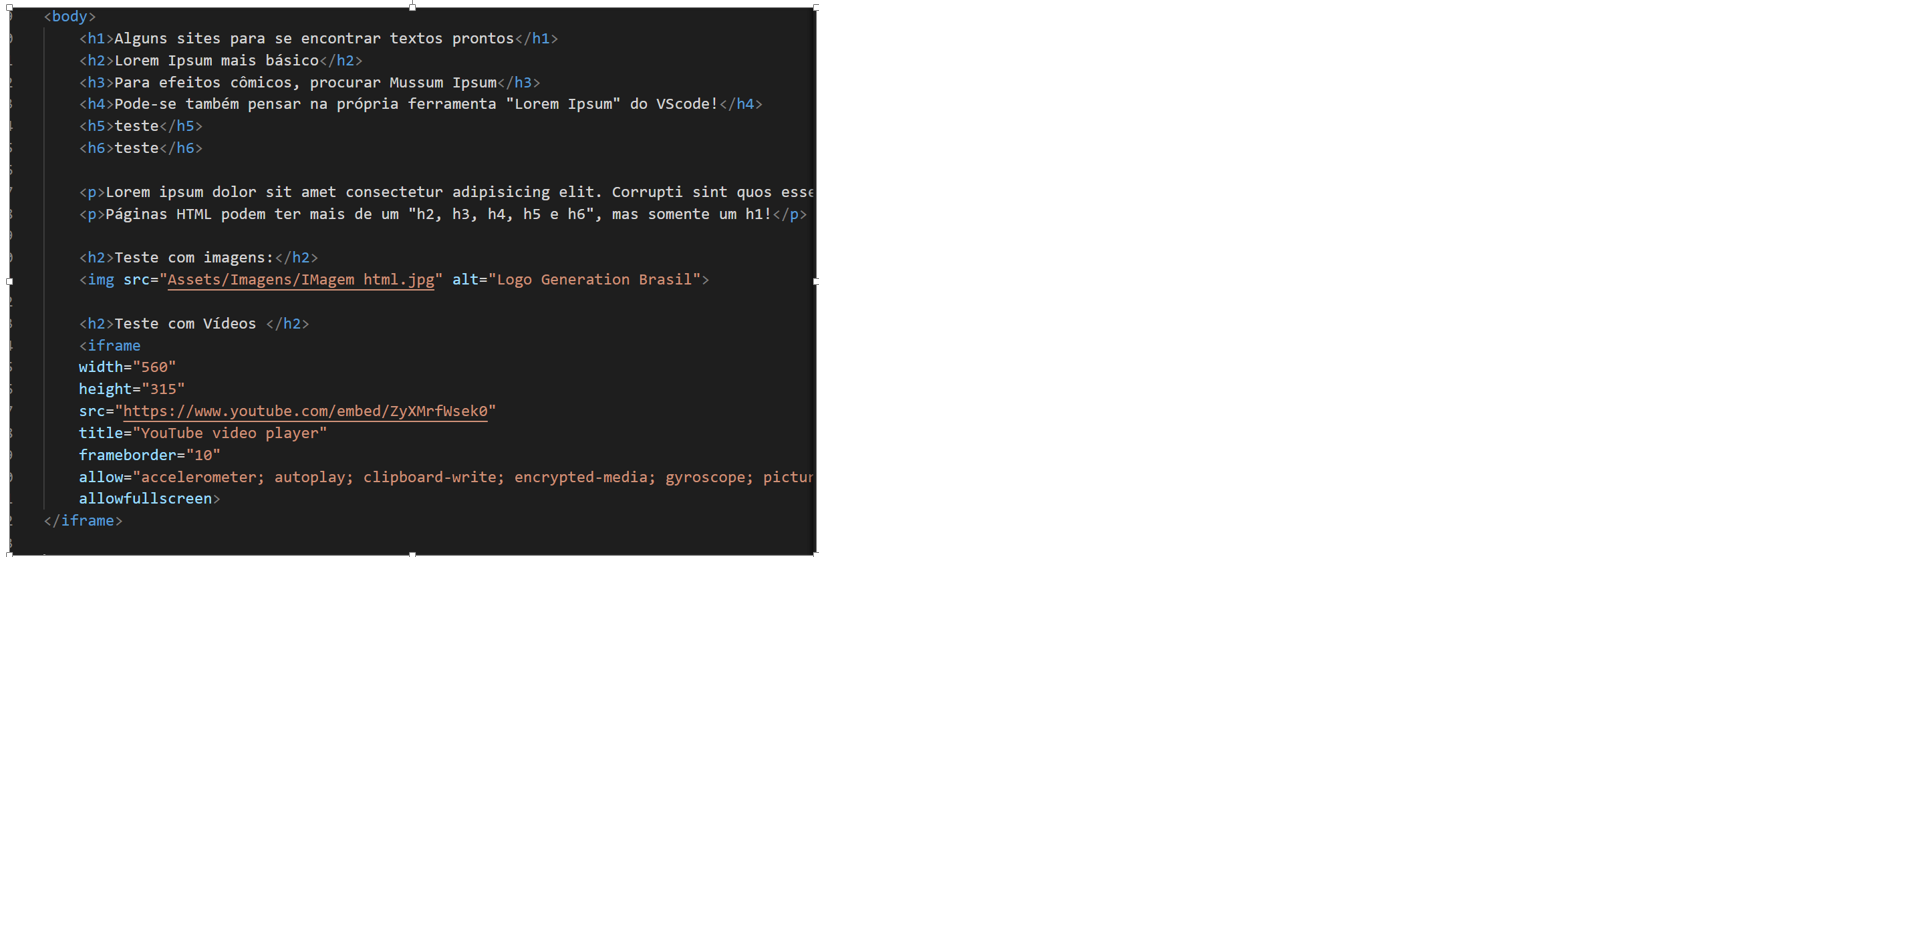 <body>
<h1>Alguns sites para se encontrar textos prontos</h1>
<h2>Lorem Ipsum mais básico</h2>
<h3>Para efeitos cômicos, procurar Mussum Ipsum</h3>
<h4>Pode-se também pensar na própria ferramenta "Lorem Ipsum" do VScode!</h4>
<h5>teste</h5>
<h6>teste</h6>
<p>Lorem ipsum dolor sit amet consectetur adipisicing elit. Corrupti sint quos esse
<p>Páginas HTML podem ter mais de um "h2, h3, h4, h5 e h6", mas somente um h1!</p>
<h2>Teste com imagens:</h2>
<img src="Assets/Imagens/IMagem html.jpg" alt="Logo Generation Brasil">
<h2>Teste com Vídeos </h2>
<iframe
width="560"
height="315"
src="https://www.youtube.com/embed/ZyXMrfWsek0"
title="YouTube video player"
frameborder="10"
allow="accelerometer; autoplay; clipboard-write; encrypted-media; gyroscope; pictur
allowfullscreen>
</iframe>